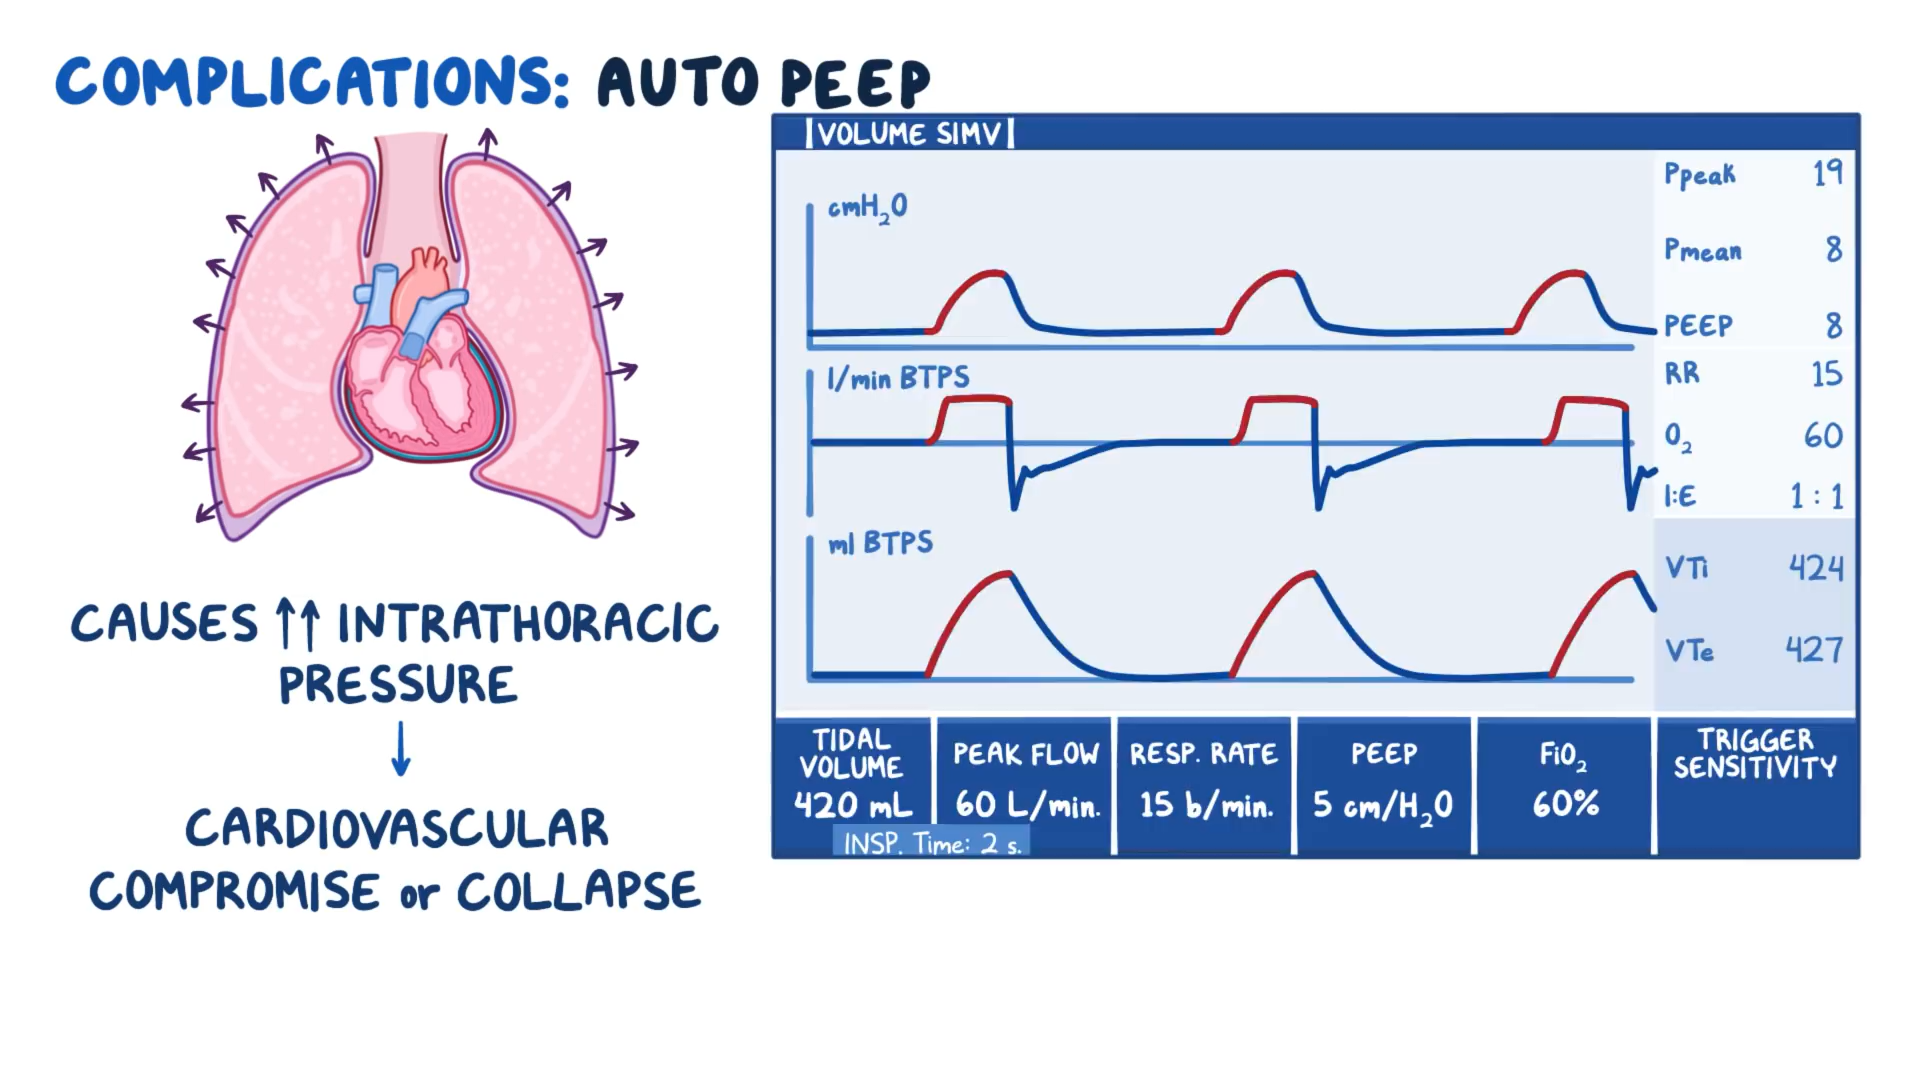 COMPLICATIONS: AUTO PEEP
|VOLUME SIMV|
cmH₂O
l/min BTPS
ml BTPS
Ppeak 19
Pmean 8
PEEP 8
RR 15
O₂ 60
I:E 1 : 1
VTi 424
VTe 427
TIDAL
VOLUME
420 mL
INSP. Time: 2 s.
PEAK FLOW
60 L/min.
RESP. RATE
15 b/min.
PEEP
5 cm/H₂O
FiO₂
60%
TRIGGER
SENSITIVITY
CAUSES ↑↑ INTRATHORACIC
PRESSURE
↓
CARDIOVASCULAR
COMPROMISE or COLLAPSE